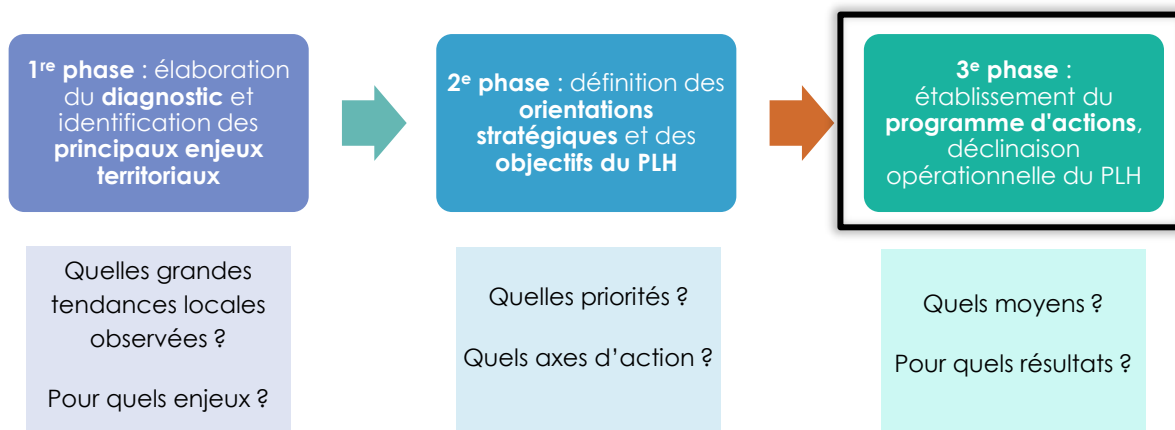 1re phase : élaboration
du diagnostic et
identification des
principaux enjeux
territoriaux
2e phase : définition des
orientations
stratégiques et des
objectifs du PLH
3e phase :
établissement du
programme d'actions,
déclinaison
opérationnelle du PLH
Quelles grandes
tendances locales
observées ?
Pour quels enjeux ?
Quelles priorités ?
Quels axes d’action ?
Quels moyens ?
Pour quels résultats ?